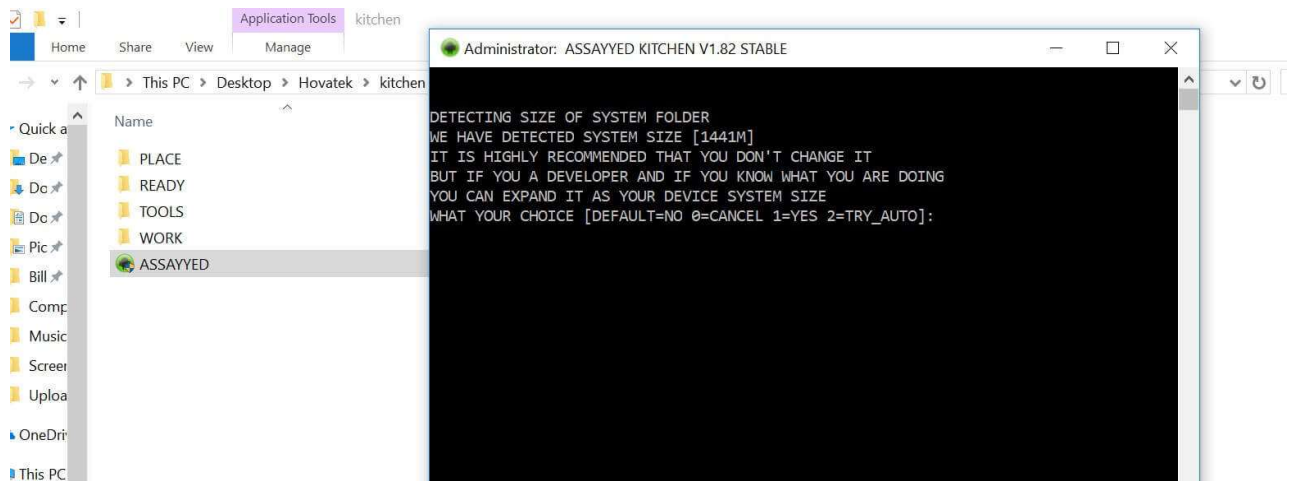 Application Tools kitchen
Home Share View Manage
Administrator: ASSAYYED KITCHEN V1.82 STABLE
> This PC > Desktop > Hovatek > kitchen
Name
Quick a
De
Do
Do
Pic
Bill
Comp
Music
Screer
Uploa
OneDri
This PC
PLACE
READY
TOOLS
WORK
ASSAYYED
DETECTING SIZE OF SYSTEM FOLDER
WE HAVE DETECTED SYSTEM SIZE [1441M]
IT IS HIGHLY RECOMMENDED THAT YOU DON'T CHANGE IT
BUT IF YOU A DEVELOPER AND IF YOU KNOW WHAT YOU ARE DOING
YOU CAN EXPAND IT AS YOUR DEVICE SYSTEM SIZE
WHAT YOUR CHOICE [DEFAULT=NO 0=CANCEL 1=YES 2=TRY_AUTO]: